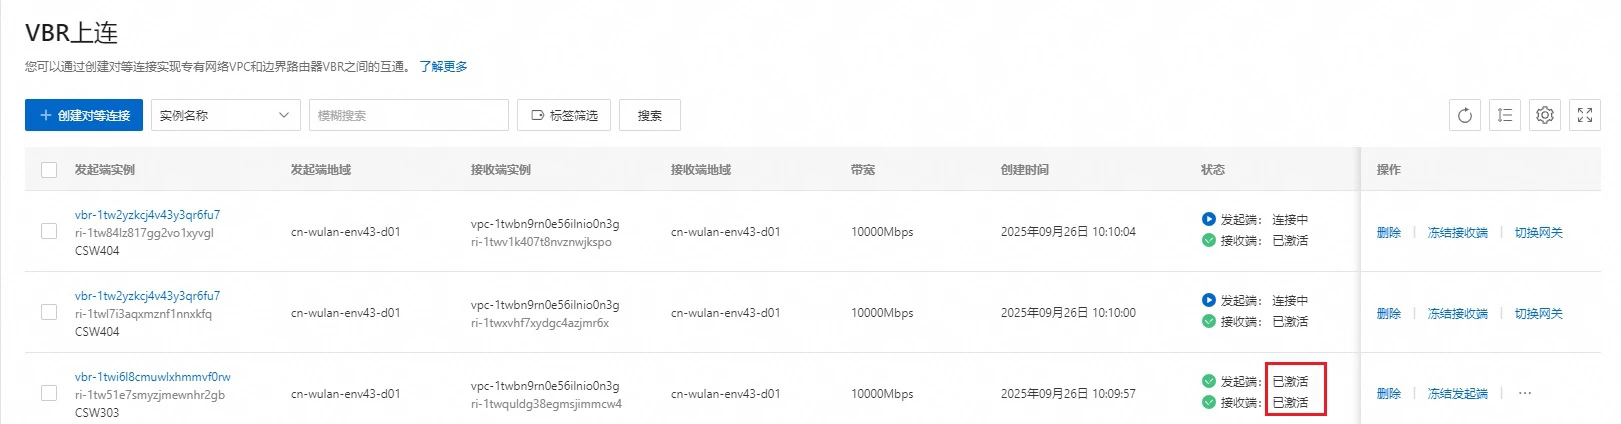 VBR上连
您可以通过创建对等连接实现专有网络VPC和边界路由器VBR之间的互通。 了解更多
创建对等连接 实例名称 模糊搜索 标签筛选 搜索
发起端实例 发起端地域 接收端实例 接收端地域 带宽 创建时间 状态 操作
vbr-1tw2yzkcj4v43y3qr6fu7
ri-1tw84lz817gg2vo1xyvgl
CSW404
cn-wulan-env43-d01
vpc-1twbn9rn0e56ilnio0n3g
ri-1twv1k407t8nvznwjkspo
cn-wulan-env43-d01
10000Mbps
2025年09月26日 10:10:04
发起端: 连接中
接收端: 已激活
删除 冻结接收端 切换网关
vbr-1tw2yzkcj4v43y3qr6fu7
ri-1twl7i3aqxmznf1nnxkfq
CSW404
cn-wulan-env43-d01
vpc-1twbn9rn0e56ilnio0n3g
ri-1twxvhf7xydgc4azjmr6x
cn-wulan-env43-d01
10000Mbps
2025年09月26日 10:10:00
发起端: 连接中
接收端: 已激活
删除 冻结接收端 切换网关
vbr-1twi6l8cmuwlxhmmvf0rw
ri-1tw51e7smyzjmewnhr2gb
CSW303
cn-wulan-env43-d01
vpc-1twbn9rn0e56ilnio0n3g
ri-1twquldg38egmsjimmcw4
cn-wulan-env43-d01
10000Mbps
2025年09月26日 10:09:57
发起端: 已激活
接收端: 已激活
删除 冻结发起端 ···